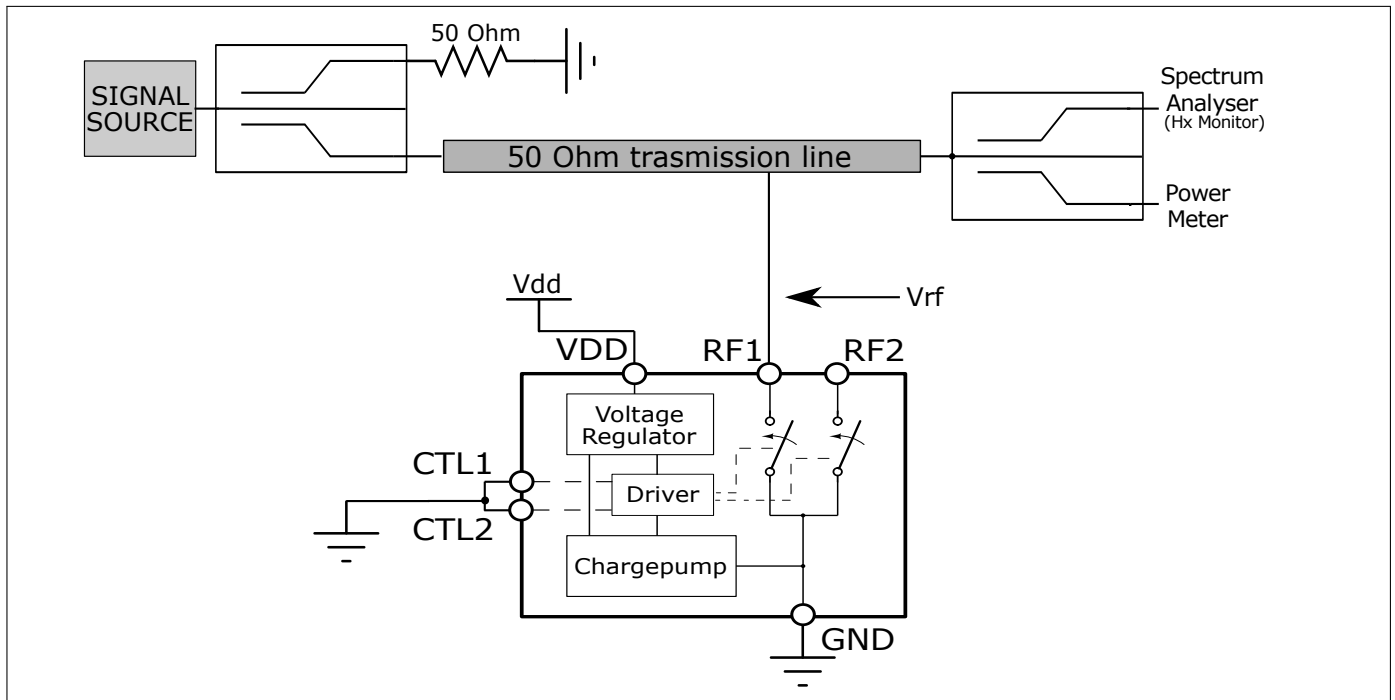 50 Ohm
SIGNAL
SOURCE
Spectrum
Analyser
(Hx Monitor)
50 Ohm trasmission line
Power
Meter
Vdd
Vrf
VDD
RF1
RF2
Voltage
Regulator
CTL1
Driver
CTL2
Chargepump
GND